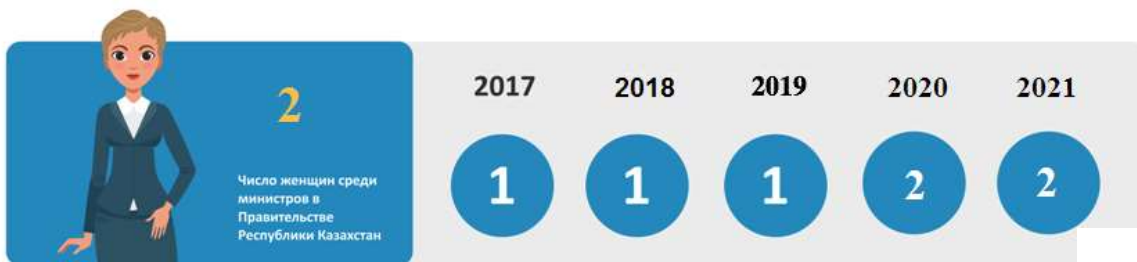 2
Число женщин среди
министров в
Правительстве
Республики Казахстан
2017 2018 2019 2020 2021
1 1 1 2 2